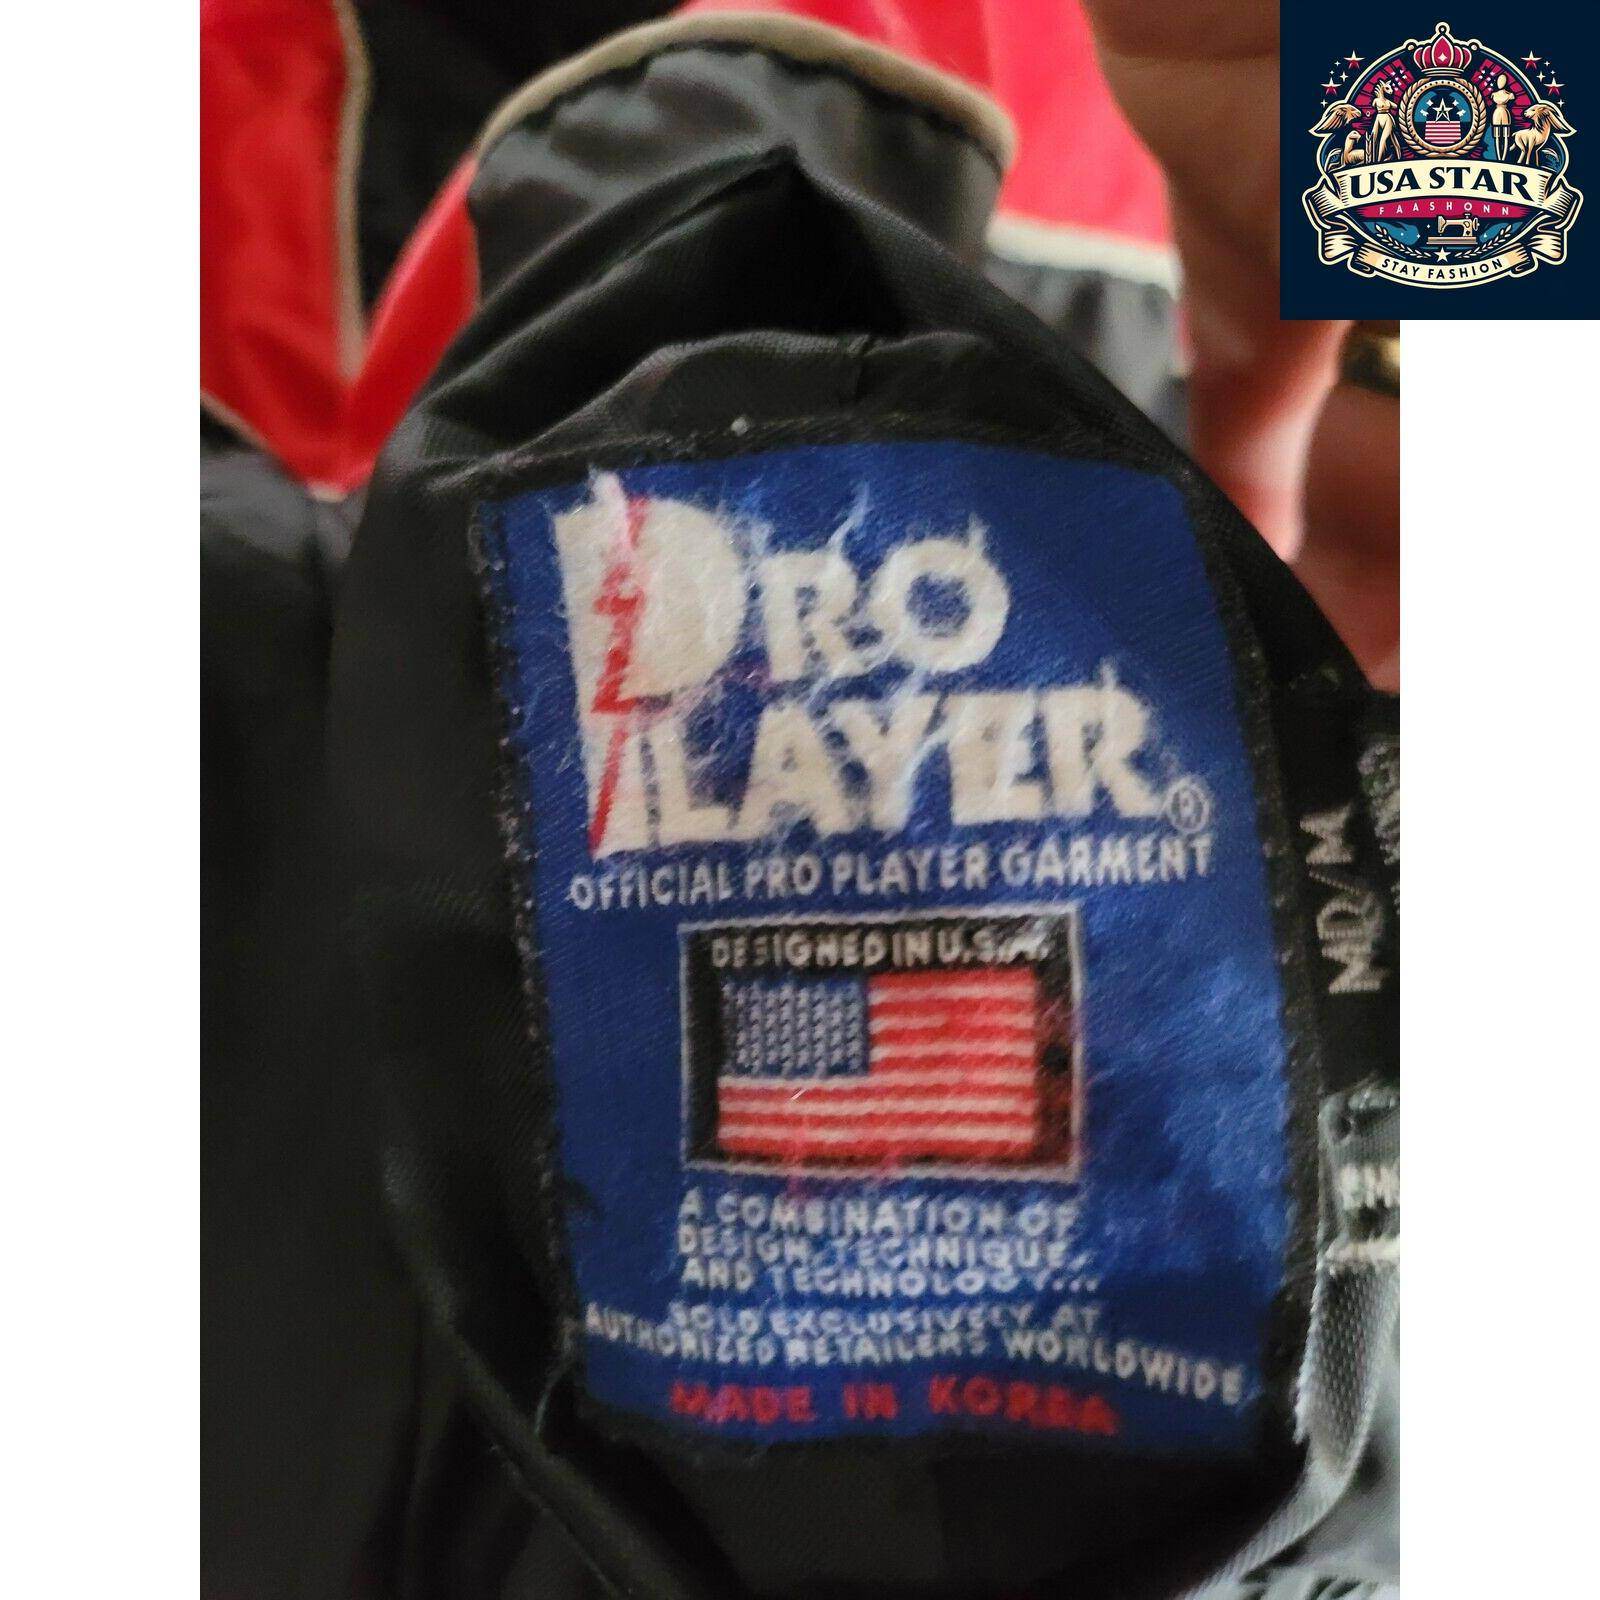 USA STAR
FAASHONN
STAY FASHION
PRO
PLAYER®
OFFICIAL PRO PLAYER GARMENT
DESIGNED IN U.S.A.
A COMBINATION OF
DESIGN, TECHNIQUE,
AND TECHNOLOGY...
SOLD EXCLUSIVELY AT
AUTHORIZED RETAILERS WORLDWIDE
MADE IN KOREA
M/M